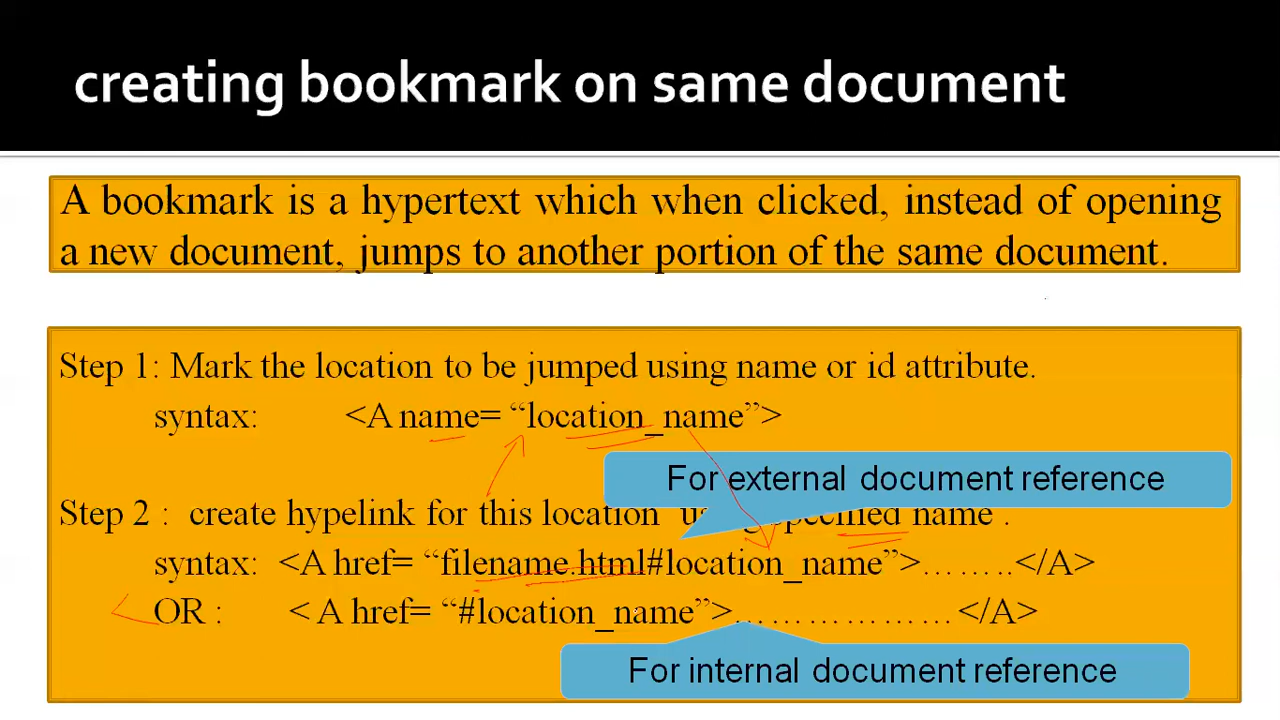 creating bookmark on same document
A bookmark is a hypertext which when clicked, instead of opening
a new document, jumps to another portion of the same document.
Step 1: Mark the location to be jumped using name or id attribute.
syntax: <A name= “location_name”>
For external document reference
Step 2 : create hypelink for this location specified name .
syntax: <A href= “filename.html#location_name”>……..</A>
OR : < A href= “#location_name”>………………</A>
For internal document reference